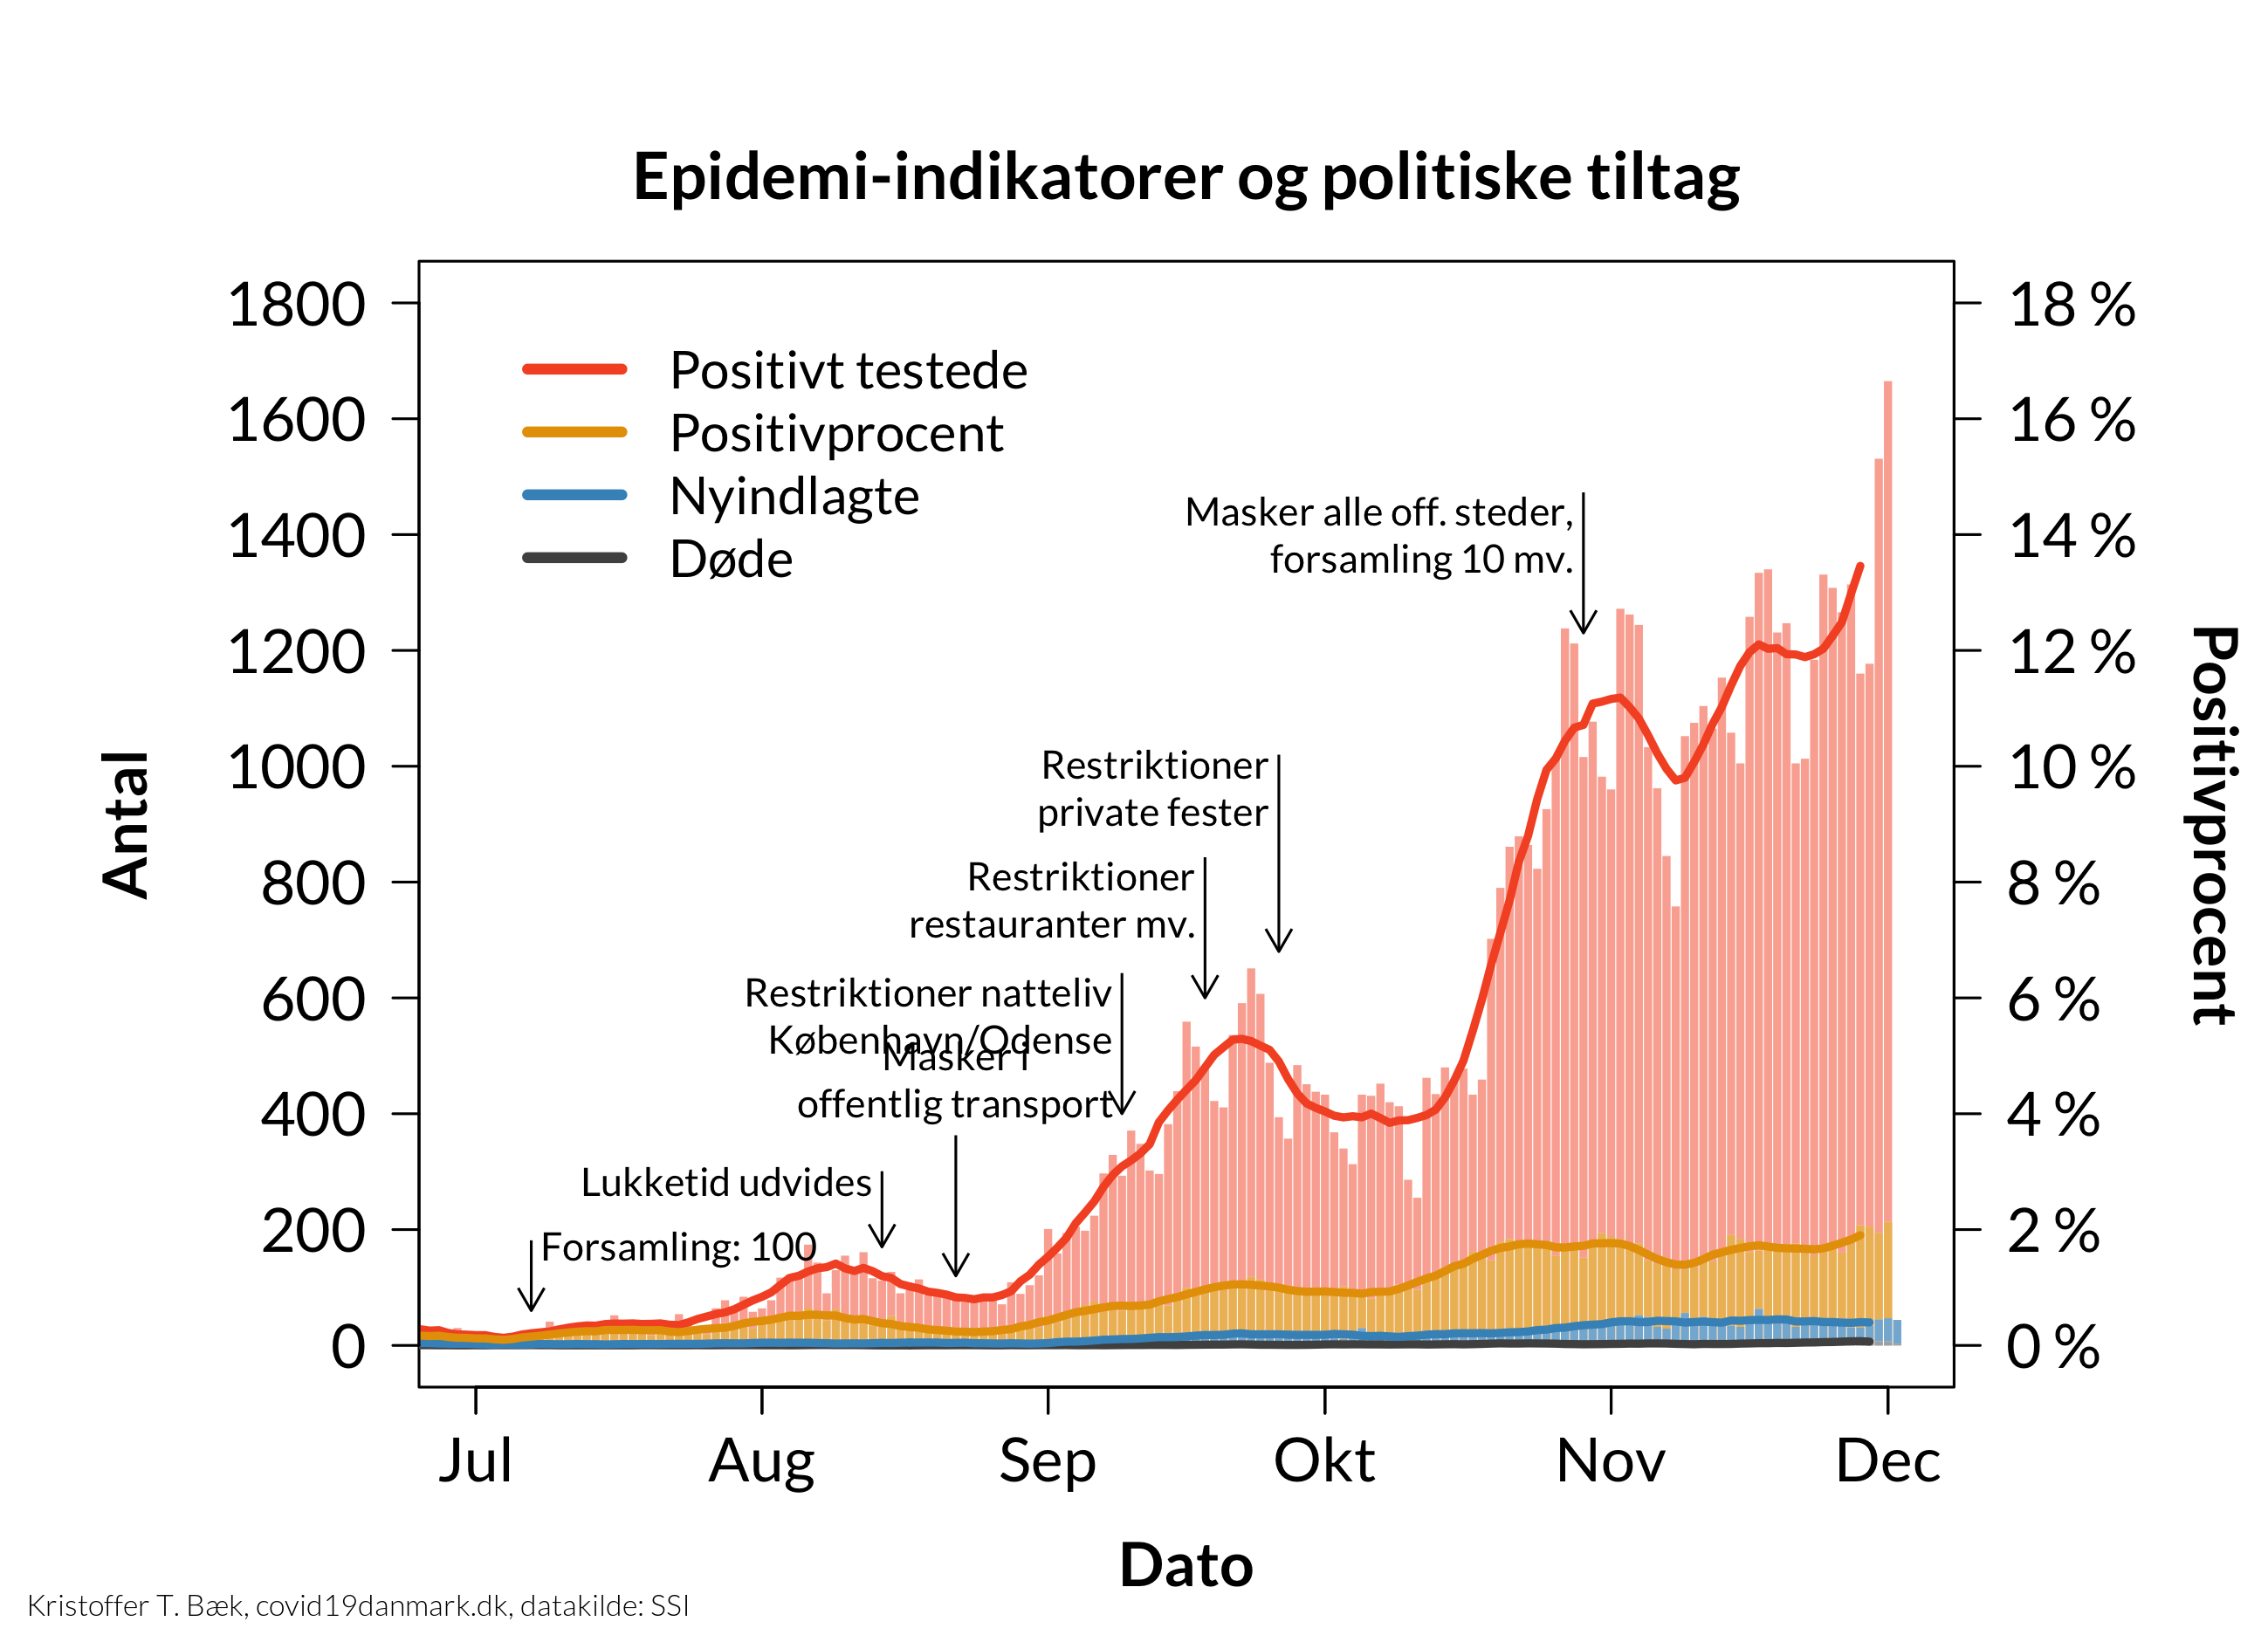 Epidemi-indikatorer og politiske tiltag
1800
1600
1400
1200
1000
800
600
400
200
0
Antal
Positivt testede
Positivprocent
Nyindlagte
Døde
Masker alle off. steder,
forsamling 10 mv.
Restriktioner
private fester
Restriktioner
restauranter mv.
Restriktioner natteliv
København/Odense
Masker i
offentlig transport
Lukketid udvides
Forsamling: 100
18 %
16 %
14 %
12 %
10 %
8 %
6 %
4 %
2 %
0 %
Positivprocent
Jul
Aug
Sep
Okt
Nov
Dec
Dato
Kristoffer T. Bæk, covid19danmark.dk, datakilde: SSI